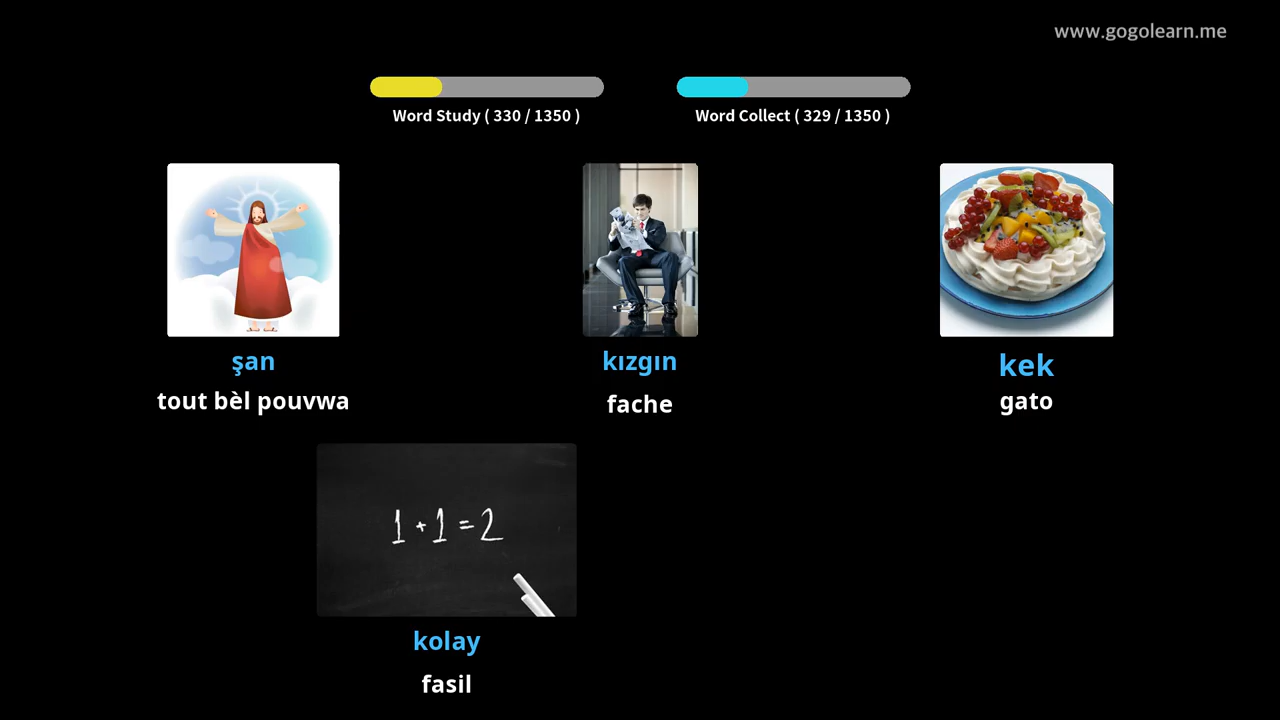 www.gogolearn.me
Word Study ( 330 / 1350 )
Word Collect ( 329 / 1350 )
şan
kızgın
kek
tout bèl pouvwa
fache
gato
1 + 1 = 2
kolay
fasil